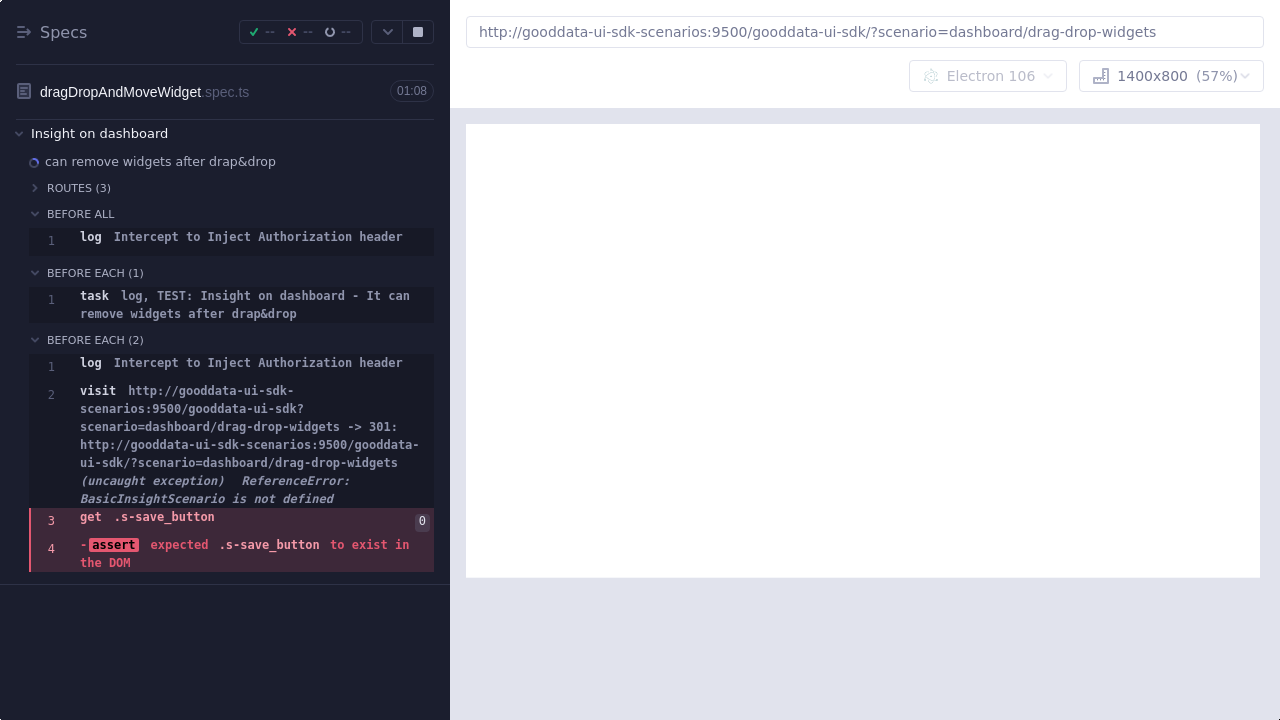 Specs
-- -- --
dragDropAndMoveWidget.spec.ts
01:08
Insight on dashboard
can remove widgets after drap&drop
ROUTES (3)
BEFORE ALL
1 log Intercept to Inject Authorization header
BEFORE EACH (1)
1 task log, TEST: Insight on dashboard - It can
remove widgets after drap&drop
BEFORE EACH (2)
1 log Intercept to Inject Authorization header
2 visit http://gooddata-ui-sdk-
scenarios:9500/gooddata-ui-sdk?
scenario=dashboard/drag-drop-widgets -> 301:
http://gooddata-ui-sdk-scenarios:9500/gooddata-
ui-sdk/?scenario=dashboard/drag-drop-widgets
(uncaught exception) ReferenceError:
BasicInsightScenario is not defined
3 get .s-save_button 0
4 -assert expected .s-save_button to exist in
the DOM
http://gooddata-ui-sdk-scenarios:9500/gooddata-ui-sdk/?scenario=dashboard/drag-drop-widgets
Electron 106
1400x800 (57%)